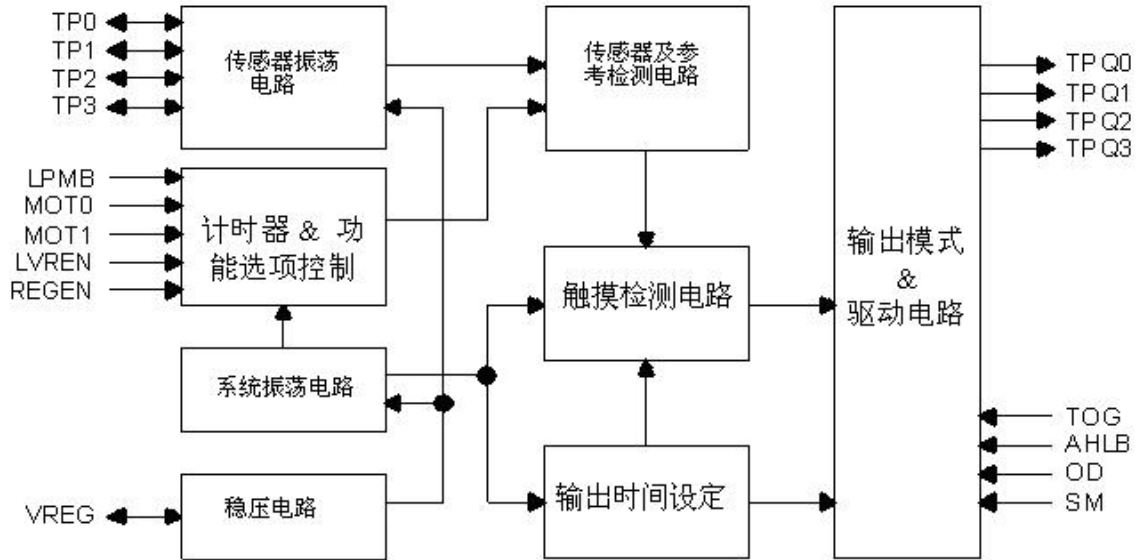 TP0
TP1
TP2
TP3
传感器振荡
电路
传感器及参
考检测电路
TPQ0
TPQ1
TPQ2
TPQ3
LPMB
MOT0
MOT1
LVREN
REGEN
计时器 & 功
能选项控制
触摸检测电路
输出模式
&
驱动电路
系统振荡电路
TOG
AHLB
OD
SM
VREG
稳压电路
输出时间设定